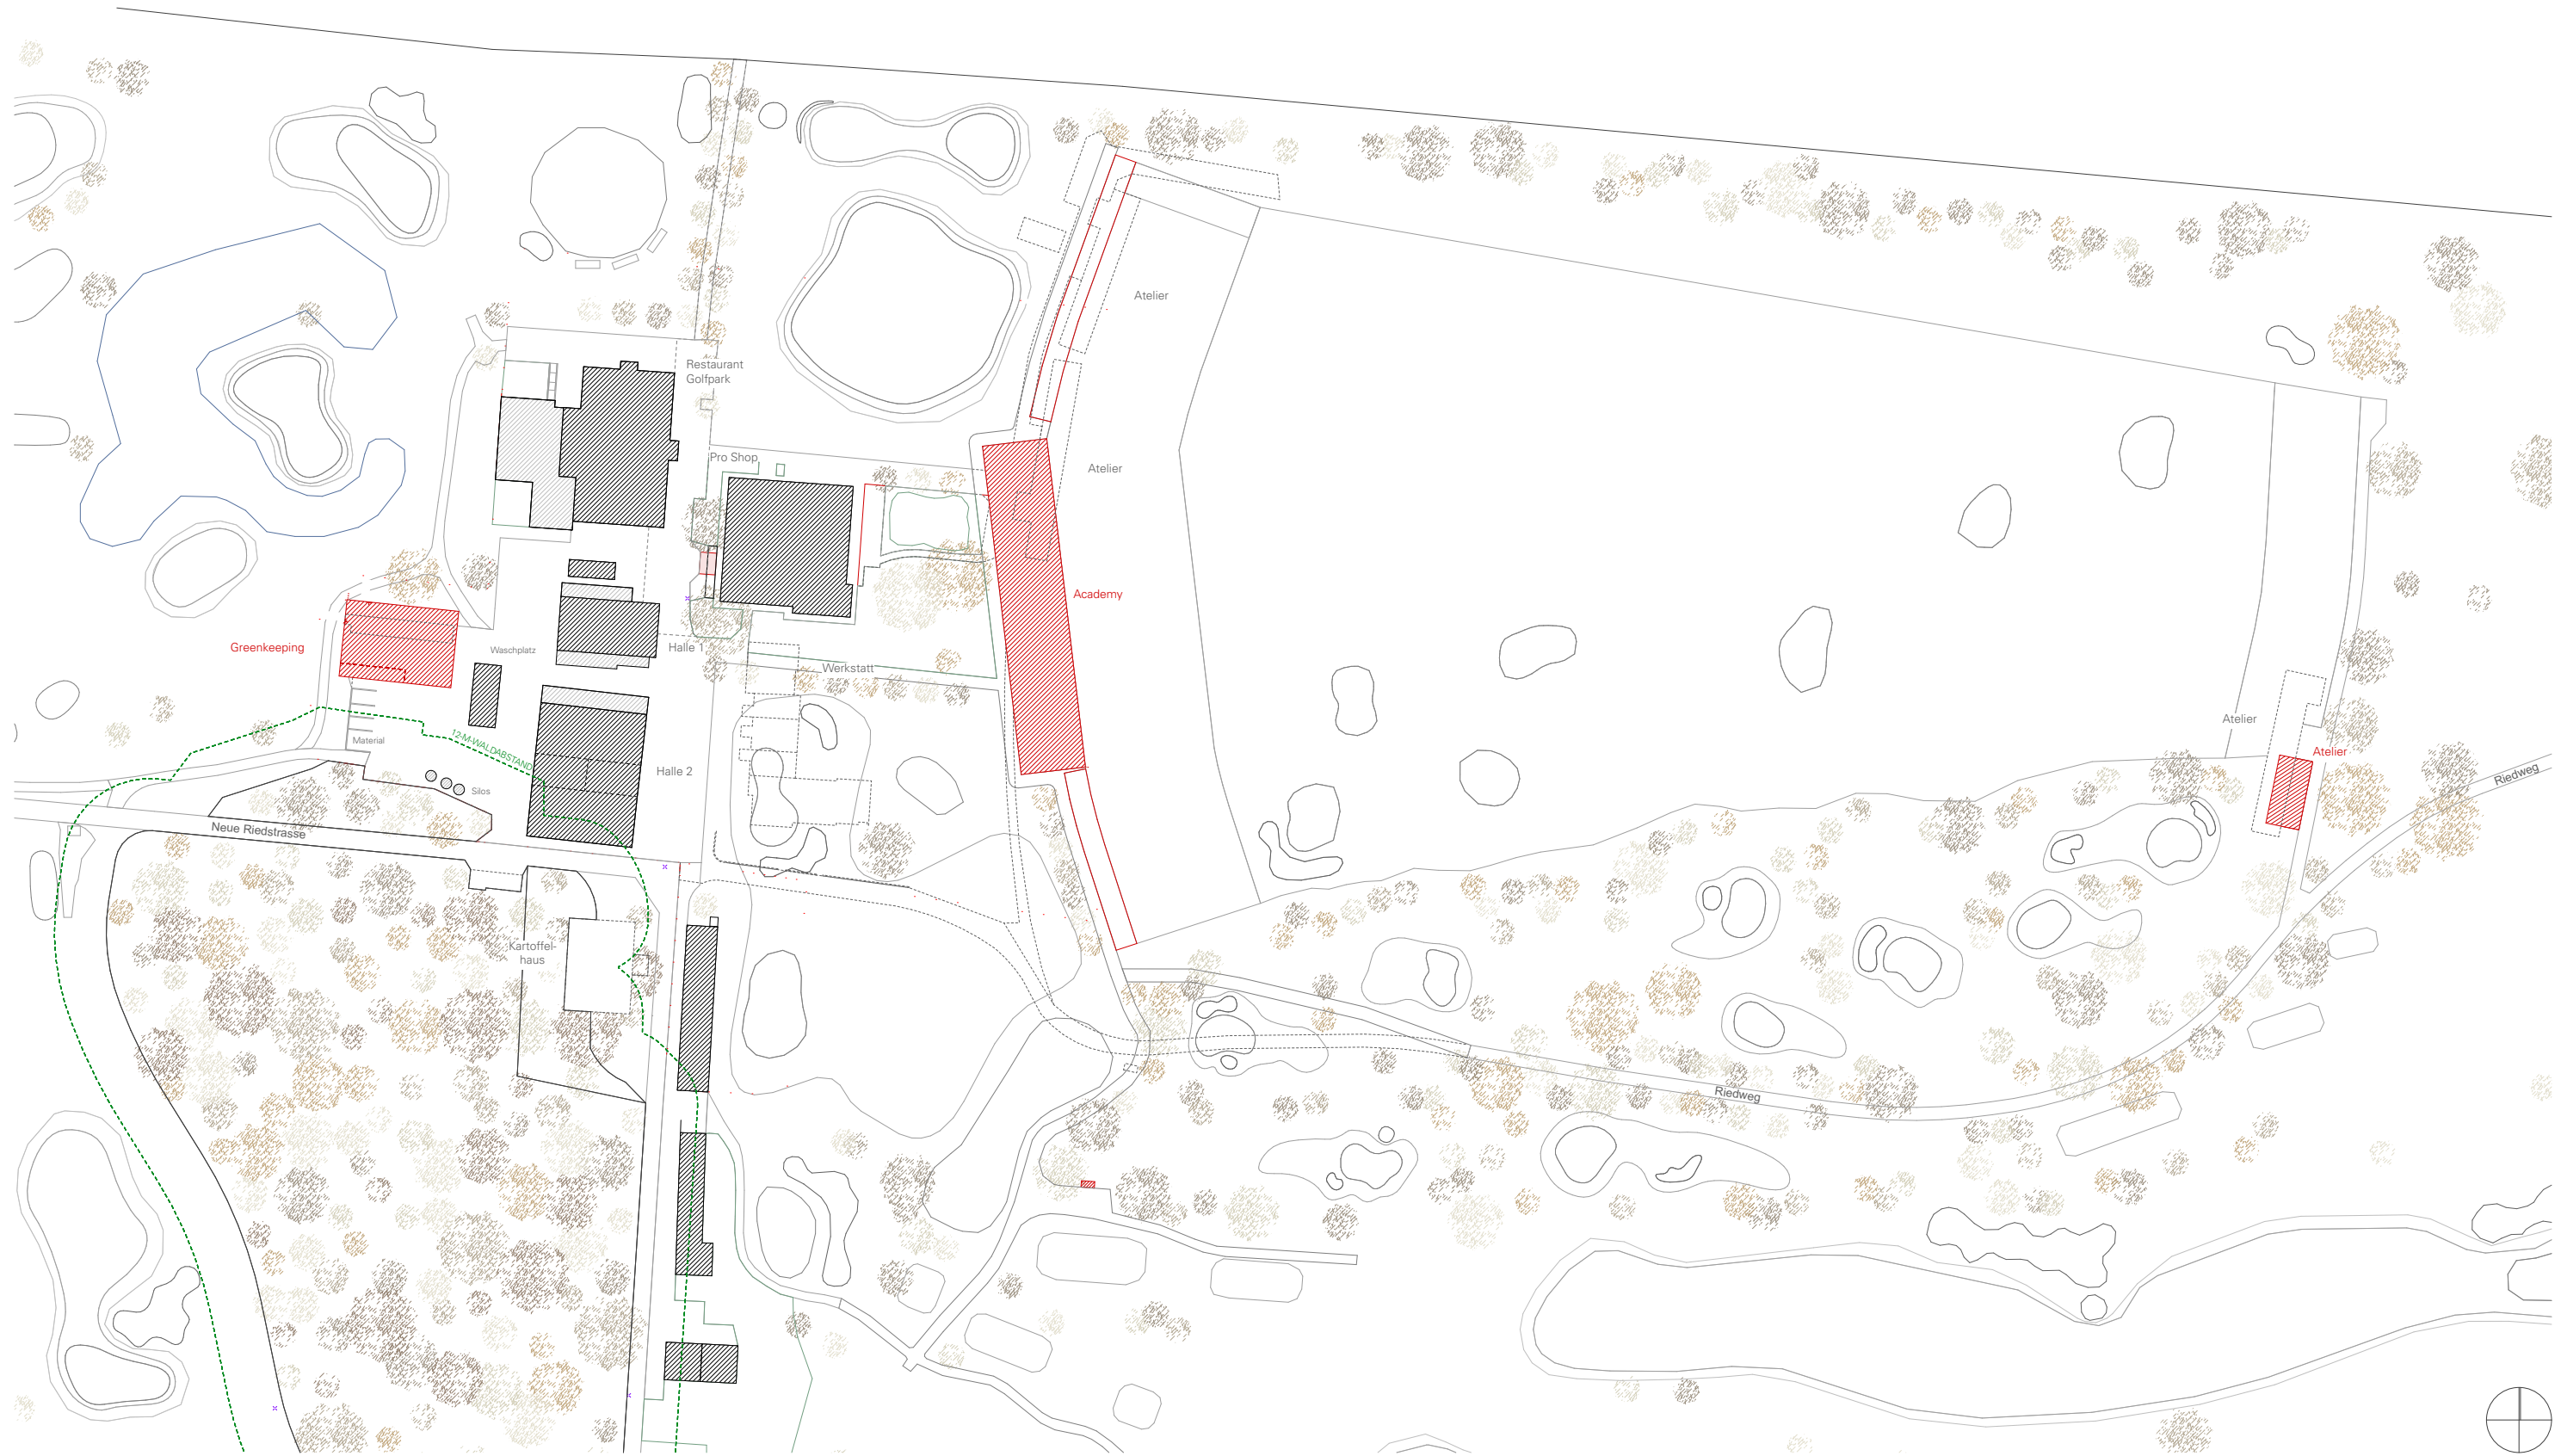 Atelier
Restaurant
Golfpark
Pro Shop
Atelier
Academy
Greenkeeping
Waschplatz
Halle 1
Werkstatt
Atelier
Material
12-M-WALDABSTAND
Atelier
Halle 2
Riedweg
Silos
Neue Riedstrasse
Kartoffel-
haus
Riedweg